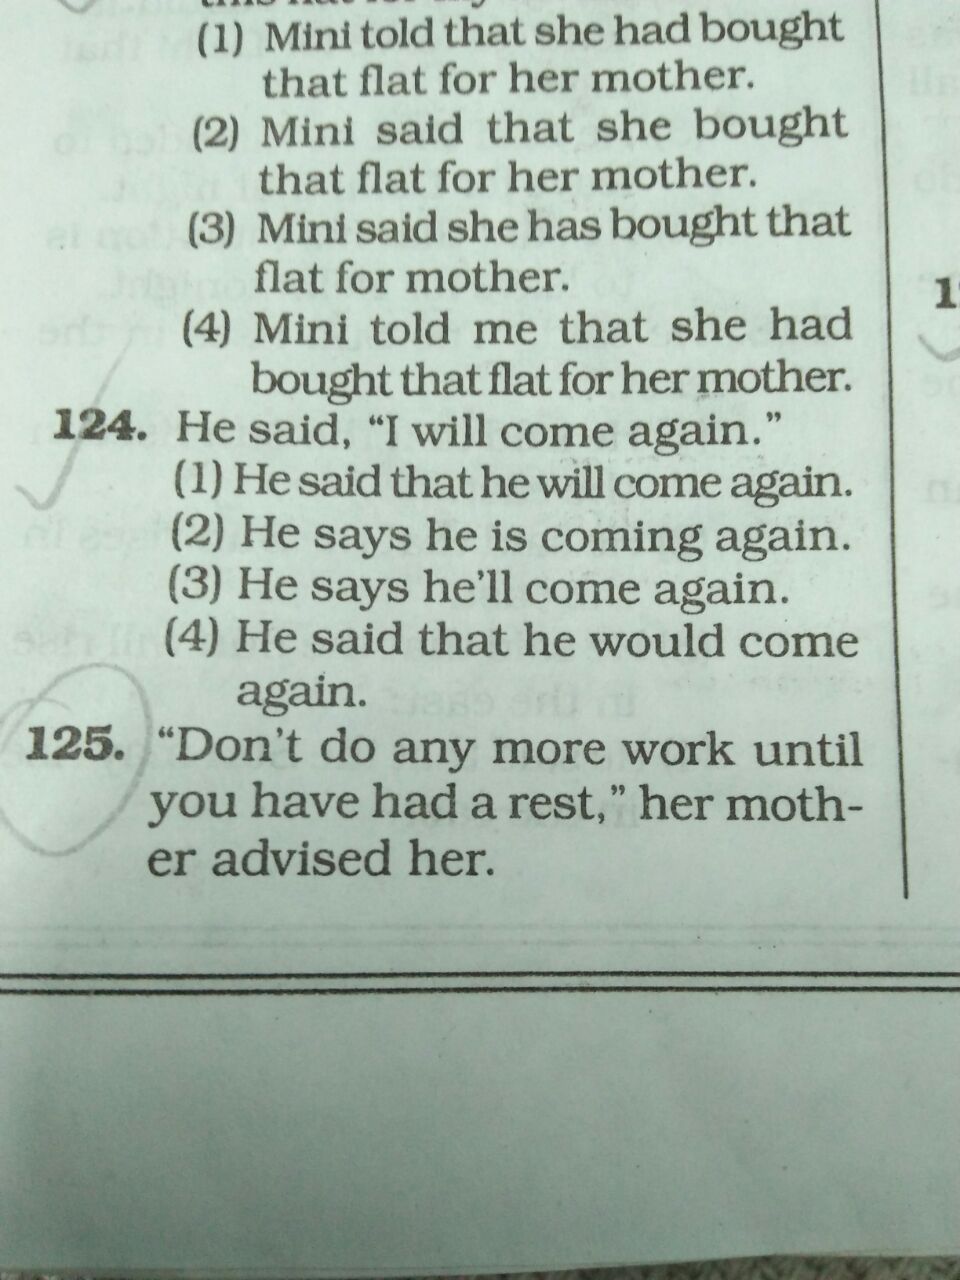 (1) Mini told that she had bought
that flat for her mother.
(2) Mini said that she bought
that flat for her mother.
(3) Mini said she has bought that
flat for mother.
(4) Mini told me that she had
bought that flat for her mother.
124. He said, “I will come again.”
(1) He said that he will come again.
(2) He says he is coming again.
(3) He says he'll come again.
(4) He said that he would come
again.
125. “Don't do any more work until
you have had a rest,” her moth-
er advised her.